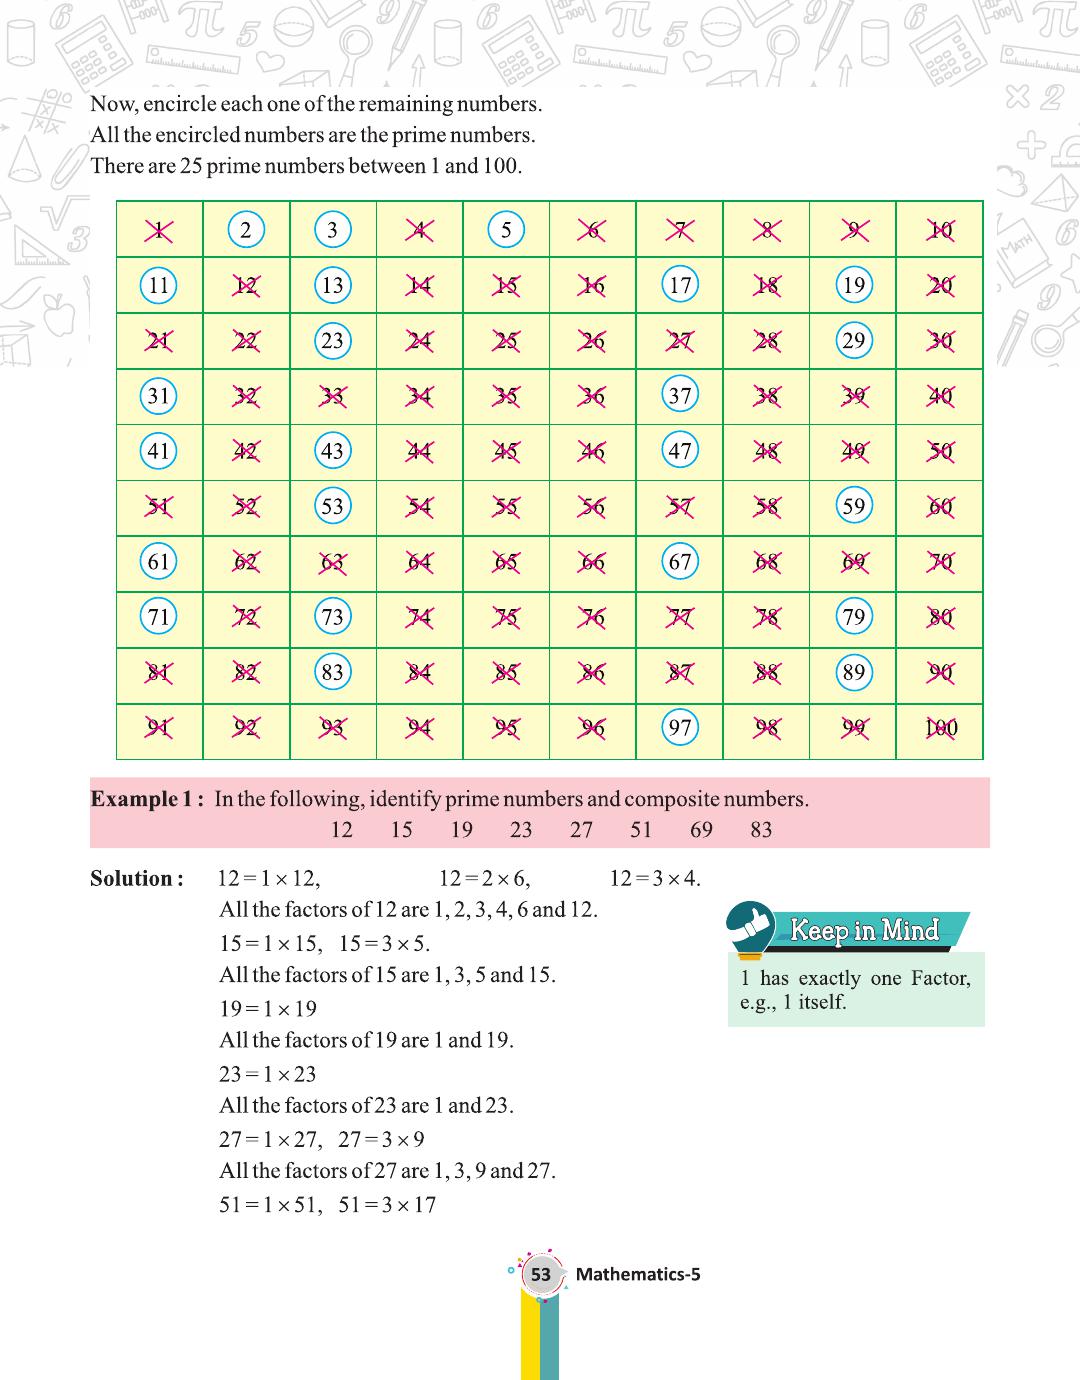 Now, encircle each one of the remaining numbers.
All the encircled numbers are the prime numbers.
There are 25 prime numbers between 1 and 100.
1 2 3 4 5 6 7 8 9 10
11 12 13 14 15 16 17 18 19 20
21 22 23 24 25 26 27 28 29 30
31 32 33 34 35 36 37 38 39 40
41 42 43 44 45 46 47 48 49 50
51 52 53 54 55 56 57 58 59 60
61 62 63 64 65 66 67 68 69 70
71 72 73 74 75 76 77 78 79 80
81 82 83 84 85 86 87 88 89 90
91 92 93 94 95 96 97 98 99 100
Example 1 : In the following, identify prime numbers and composite numbers.
12 15 19 23 27 51 69 83
Solution : 12 = 1 × 12, 12 = 2 × 6, 12 = 3 × 4.
All the factors of 12 are 1, 2, 3, 4, 6 and 12.
15 = 1 × 15, 15 = 3 × 5.
All the factors of 15 are 1, 3, 5 and 15.
19 = 1 × 19
All the factors of 19 are 1 and 19.
23 = 1 × 23
All the factors of 23 are 1 and 23.
27 = 1 × 27, 27 = 3 × 9
All the factors of 27 are 1, 3, 9 and 27.
51 = 1 × 51, 51 = 3 × 17
Keep in Mind
1 has exactly one Factor,
e.g., 1 itself.
53 Mathematics-5